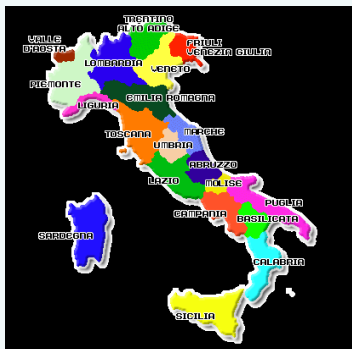 TRENTINO
ALTO ADIGE
FRIULI
VENEZIA GIULIA
VALLE
D'AOSTA
LOMBARDIA
VENETO
PIEMONTE
EMILIA ROMAGNA
LIGURIA
TOSCANA
MARCHE
UMBRIA
ABRUZZO
LAZIO
MOLISE
CAMPANIA
PUGLIA
BASILICATA
SARDEGNA
CALABRIA
SICILIA